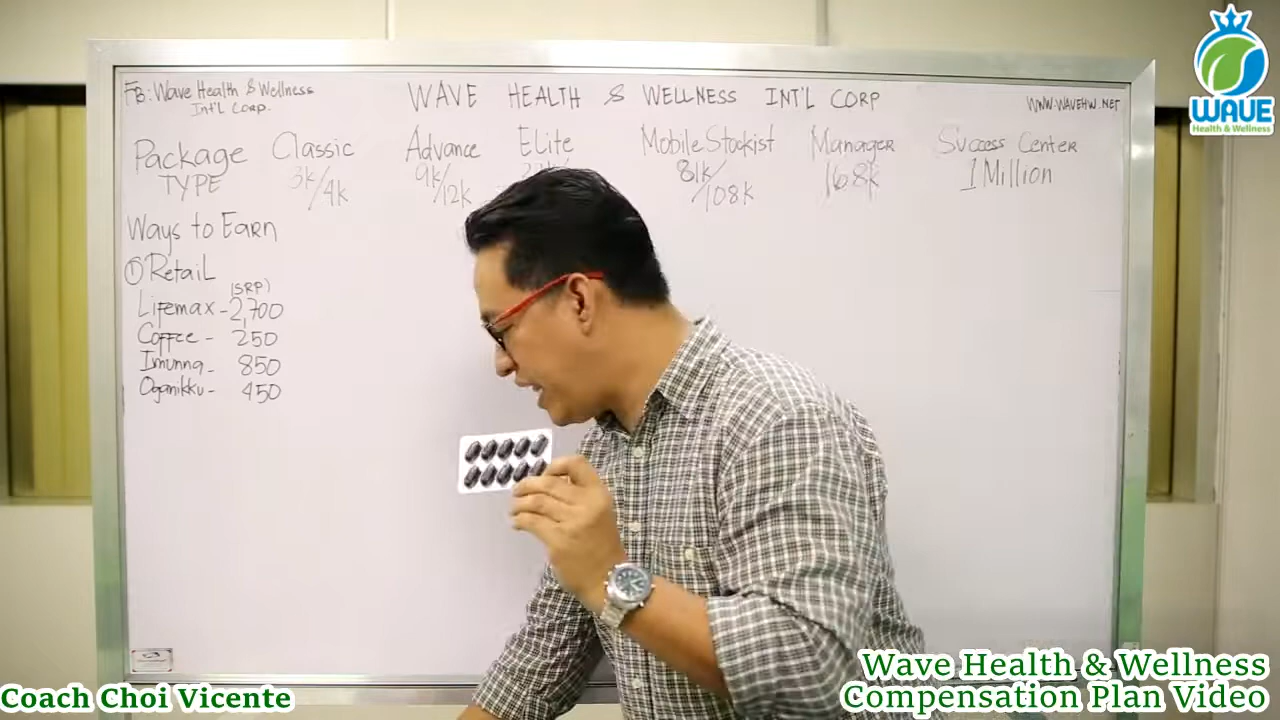 FB: Wave Health & Wellness
Int'l Corp.
WAVE HEALTH & WELLNESS INT'L CORP
WWW.WAVEHW.NET
WAVE
Health & Wellness
Package TYPE
Classic 3k/4k
Advance 9k/12k
Elite
Mobile Stockist 81k/108k
Manager 168k
Success Center 1 Million
Ways to Earn
① Retail
(SRP)
Lifemax - 2,700
Coffee - 250
Imunna - 850
Oganikku - 450
Wave Health & Wellness
Compensation Plan Video
Coach Choi Vicente